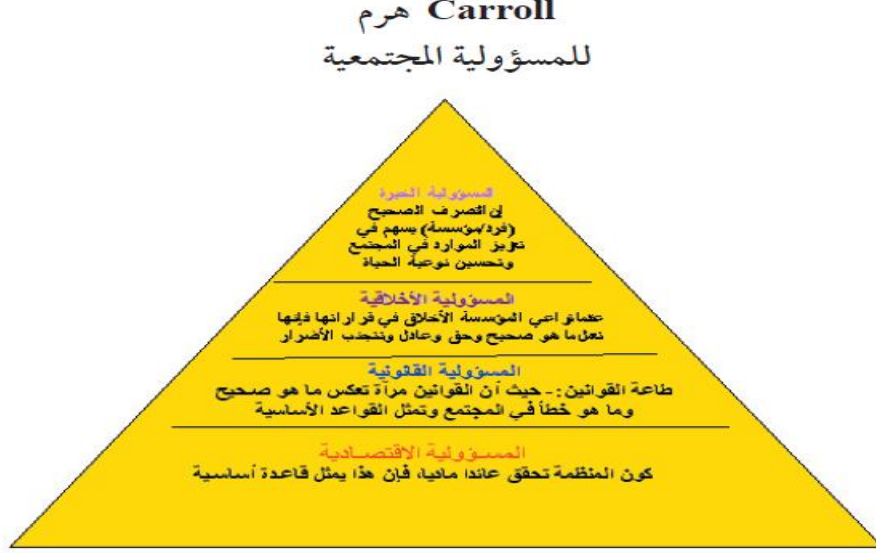 هرم Carroll
للمسؤولية المجتمعية
المسؤولية الخيرة
إن التصرف الصحيح
(فرد/مؤسسة) يسهم في
تعزيز الموارد في المجتمع
وتحسين نوعية الحياة
المسؤولية الأخلاقية
عندما تراعي المؤسسة الأخلاق في قراراتها فإنها
تعمل ما هو صحيح وحق وعادل وتتجنب الأضرار
المسؤولية القانونية
طاعة القوانين:- حيث أن القوانين مرآة تعكس ما هو صحيح
وما هو خطأ في المجتمع وتمثل القواعد الأساسية
المسؤولية الاقتصادية
كون المنظمة تحقق عائدا ماديا، فإن هذا يمثل قاعدة أساسية